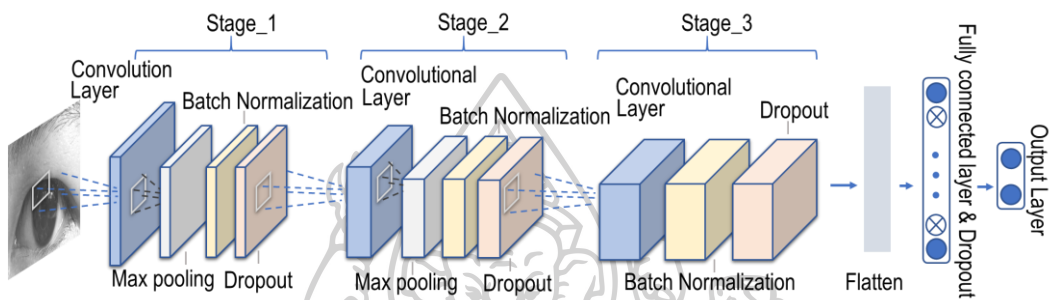 Stage_1
Stage_2
Stage_3
Convolution
Layer
Batch Normalization
Max pooling
Dropout
Convolutional
Layer
Batch Normalization
Max pooling
Dropout
Convolutional
Layer
Dropout
Batch Normalization
Flatten
Fully connected layer & Dropout
Output Layer